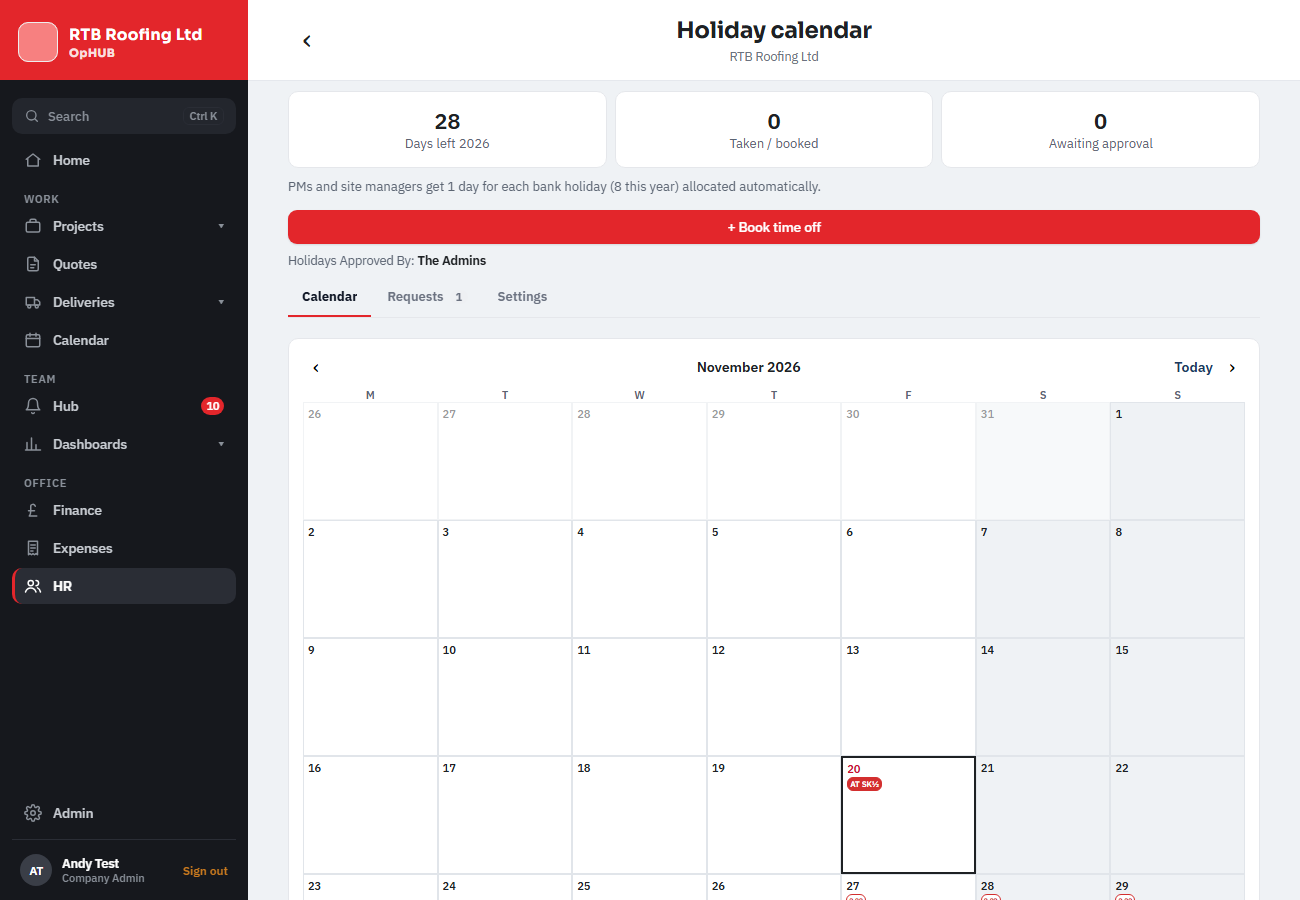 RTB Roofing Ltd
OpHUB
Search Ctrl K
Home
WORK
Projects
Quotes
Deliveries
Calendar
TEAM
Hub 10
Dashboards
OFFICE
£ Finance
Expenses
HR
Admin
AT Andy Test
Company Admin
Sign out
Holiday calendar
RTB Roofing Ltd
28
Days left 2026
0
Taken / booked
0
Awaiting approval
PMs and site managers get 1 day for each bank holiday (8 this year) allocated automatically.
+ Book time off
Holidays Approved By: The Admins
Calendar Requests 1 Settings
November 2026 Today
M T W T F S S
26 27 28 29 30 31 1
2 3 4 5 6 7 8
9 10 11 12 13 14 15
16 17 18 19 20 21 22
AT SK½
23 24 25 26 27 28 29